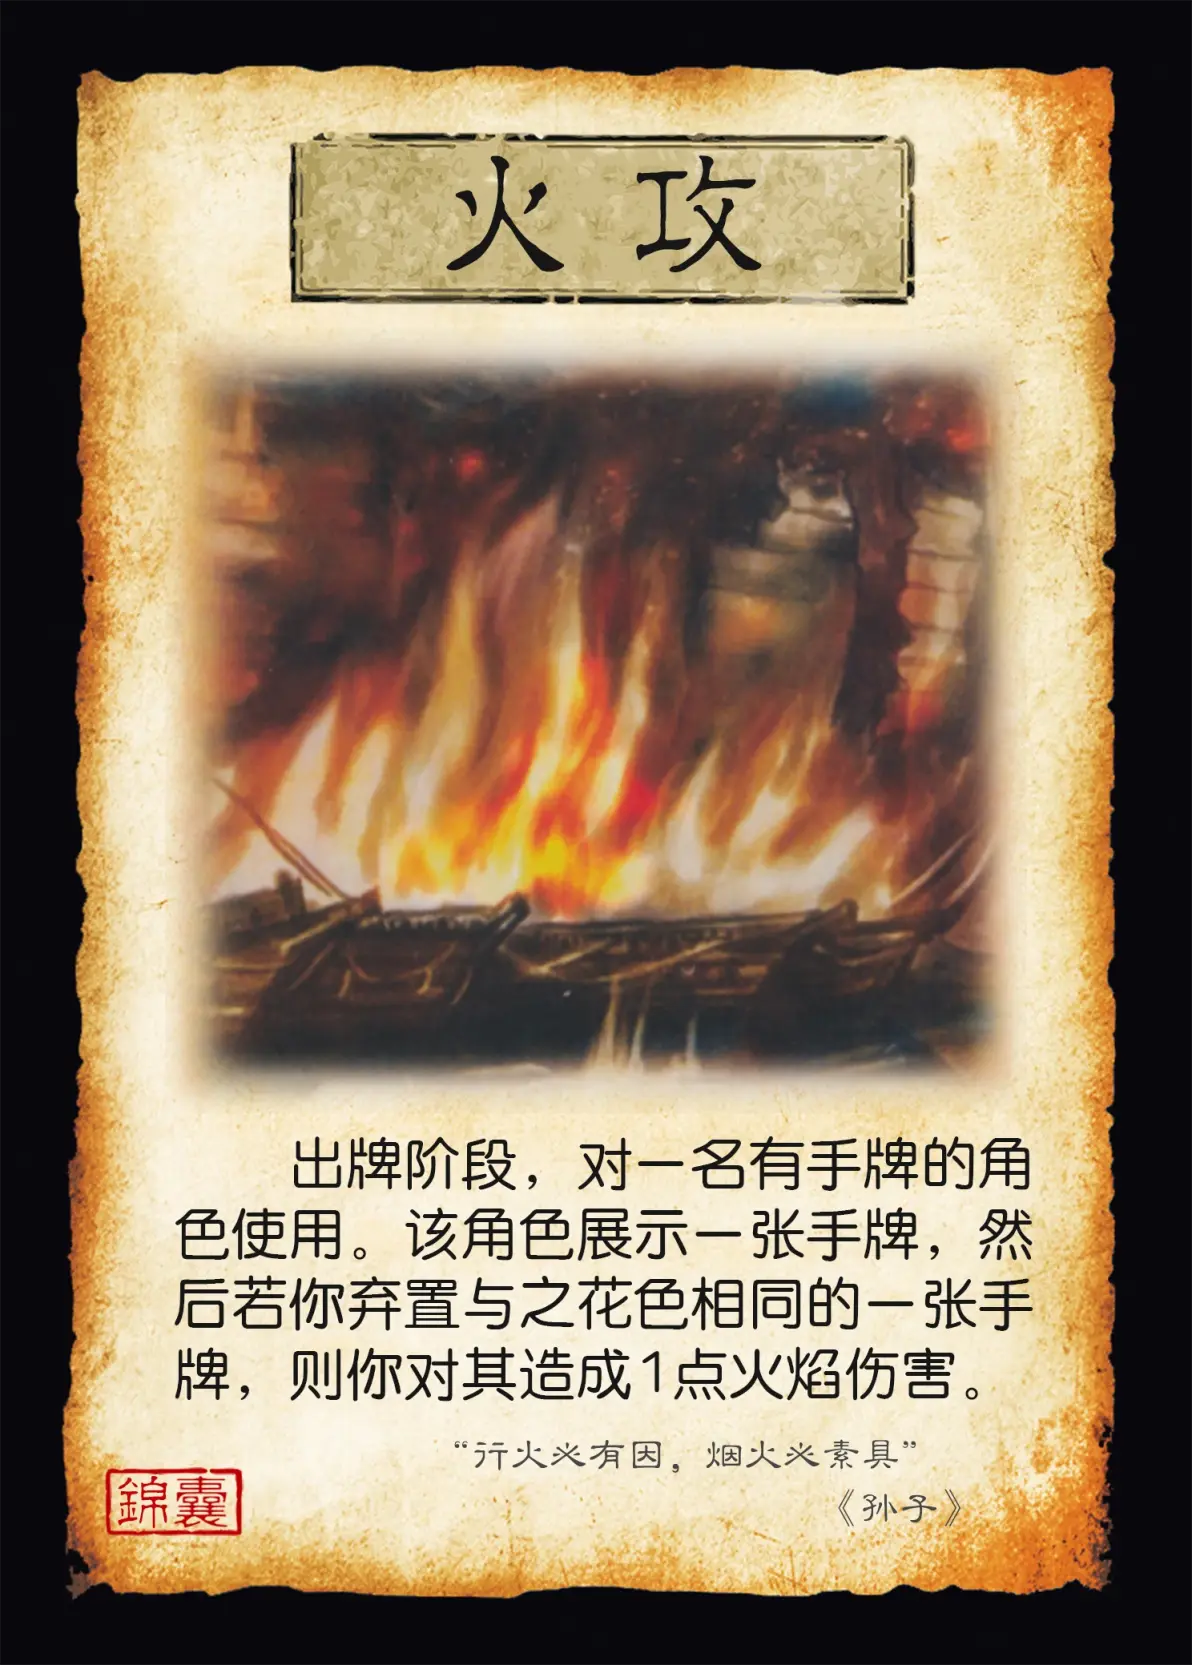 火攻
出牌阶段，对一名有手牌的角
色使用。该角色展示一张手牌，然
后若你弃置与之花色相同的一张手
牌，则你对其造成1点火焰伤害。
“行火必有因，烟火必素具”
《孙子》
錦囊